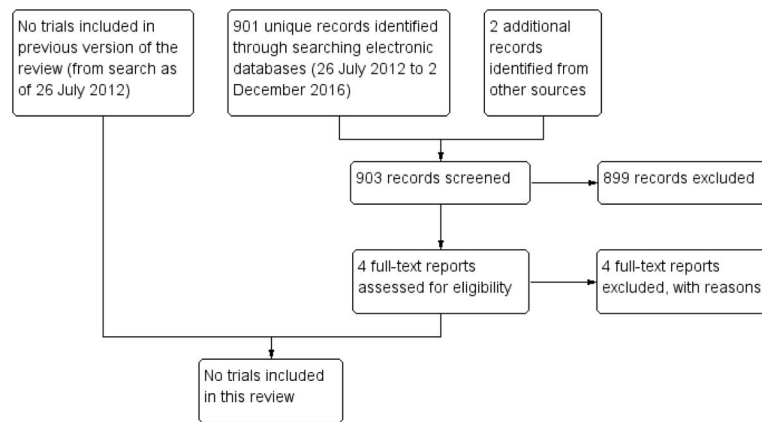 No trials included in
previous version of the
review (from search as
of 26 July 2012)
901 unique records identified
through searching electronic
databases (26 July 2012 to 2
December 2016)
2 additional
records
identified from
other sources
903 records screened
899 records excluded
4 full-text reports
assessed for eligibility
4 full-text reports
excluded, with reasons
No trials included
in this review